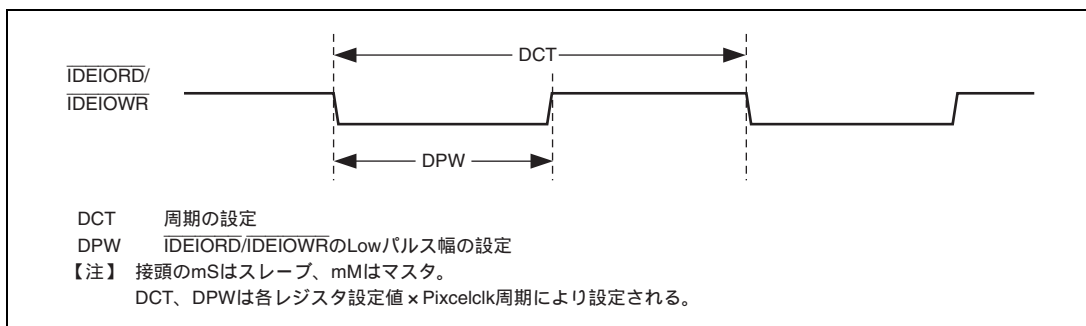 DCT
IDEIORD/
IDEIOWR
DPW
DCT 周期の設定
DPW IDEIORD/IDEIOWRのLowパルス幅の設定
【注】 接頭のmSはスレーブ、mMはマスタ。
DCT、DPWは各レジスタ設定値×Pixcelclk周期により設定される。